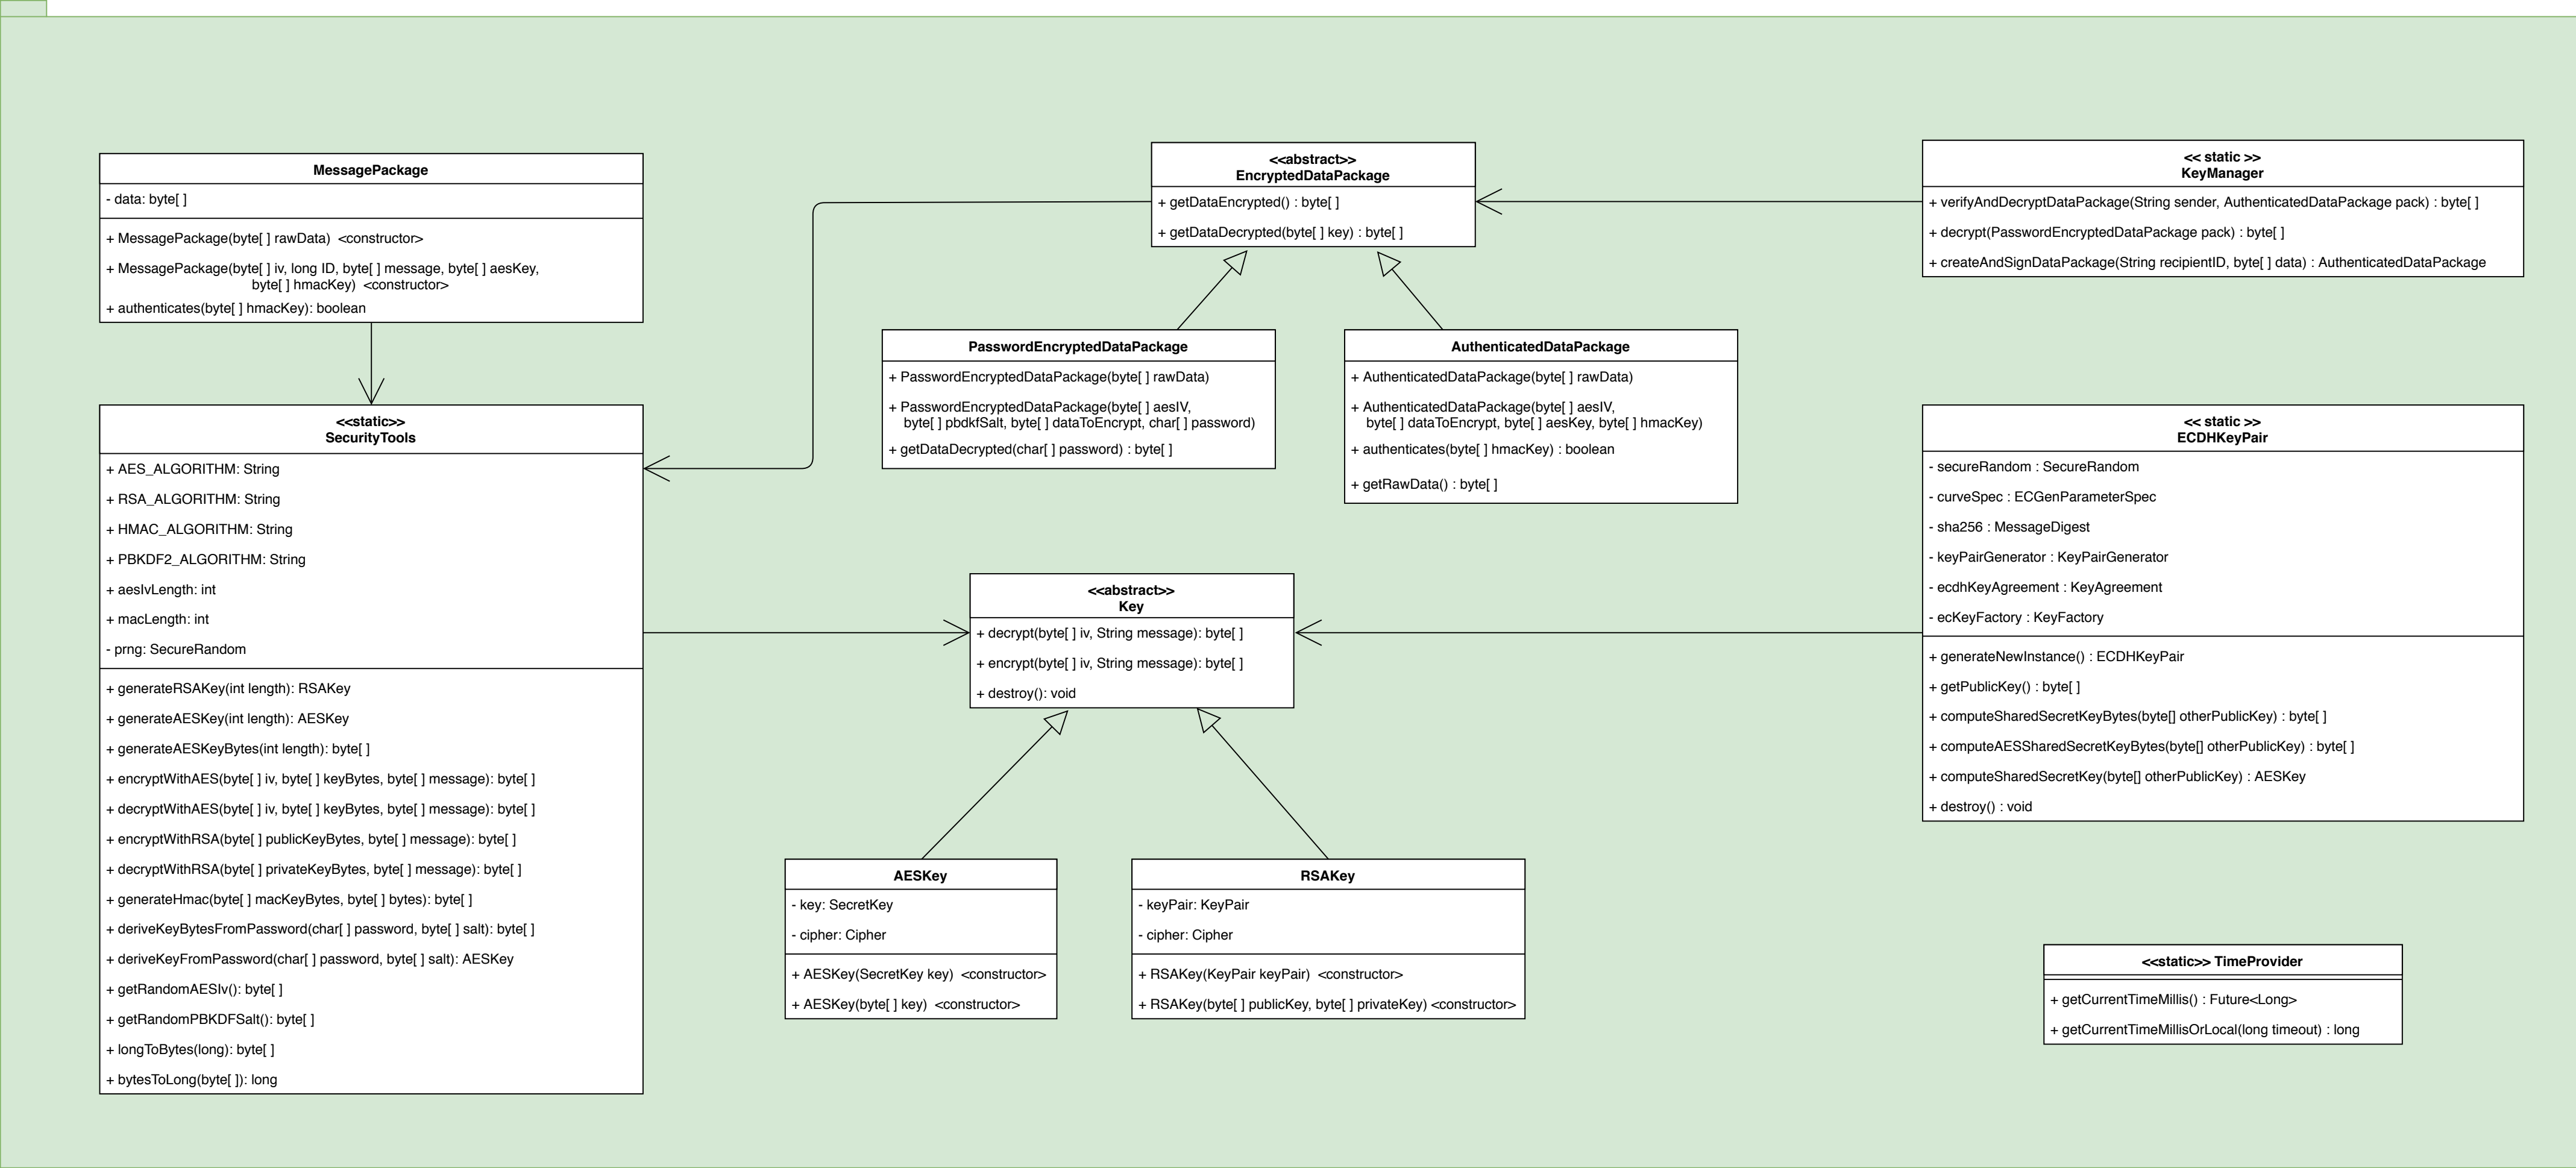 MessagePackage
- data: byte[ ]
+ MessagePackage(byte[ ] rawData)  <constructor>
+ MessagePackage(byte[ ] iv, long ID, byte[ ] message, byte[ ] aesKey,
byte[ ] hmacKey)  <constructor>
+ authenticates(byte[ ] hmacKey): boolean
<<static>>
SecurityTools
+ AES_ALGORITHM: String
+ RSA_ALGORITHM: String
+ HMAC_ALGORITHM: String
+ PBKDF2_ALGORITHM: String
+ aesIvLength: int
+ macLength: int
- prng: SecureRandom
+ generateRSAKey(int length): RSAKey
+ generateAESKey(int length): AESKey
+ generateAESKeyBytes(int length): byte[ ]
+ encryptWithAES(byte[ ] iv, byte[ ] keyBytes, byte[ ] message): byte[ ]
+ decryptWithAES(byte[ ] iv, byte[ ] keyBytes, byte[ ] message): byte[ ]
+ encryptWithRSA(byte[ ] publicKeyBytes, byte[ ] message): byte[ ]
+ decryptWithRSA(byte[ ] privateKeyBytes, byte[ ] message): byte[ ]
+ generateHmac(byte[ ] macKeyBytes, byte[ ] bytes): byte[ ]
+ deriveKeyBytesFromPassword(char[ ] password, byte[ ] salt): byte[ ]
+ deriveKeyFromPassword(char[ ] password, byte[ ] salt): AESKey
+ getRandomAESIv(): byte[ ]
+ getRandomPBKDFSalt(): byte[ ]
+ longToBytes(long): byte[ ]
+ bytesToLong(byte[ ]): long
<<abstract>>
EncryptedDataPackage
+ getDataEncrypted() : byte[ ]
+ getDataDecrypted(byte[ ] key) : byte[ ]
PasswordEncryptedDataPackage
+ PasswordEncryptedDataPackage(byte[ ] rawData)
+ PasswordEncryptedDataPackage(byte[ ] aesIV,
byte[ ] pbdkfSalt, byte[ ] dataToEncrypt, char[ ] password)
+ getDataDecrypted(char[ ] password) : byte[ ]
AuthenticatedDataPackage
+ AuthenticatedDataPackage(byte[ ] rawData)
+ AuthenticatedDataPackage(byte[ ] aesIV,
byte[ ] dataToEncrypt, byte[ ] aesKey, byte[ ] hmacKey)
+ authenticates(byte[ ] hmacKey) : boolean
+ getRawData() : byte[ ]
<<abstract>>
Key
+ decrypt(byte[ ] iv, String message): byte[ ]
+ encrypt(byte[ ] iv, String message): byte[ ]
+ destroy(): void
AESKey
- key: SecretKey
- cipher: Cipher
+ AESKey(SecretKey key)  <constructor>
+ AESKey(byte[ ] key)  <constructor>
RSAKey
- keyPair: KeyPair
- cipher: Cipher
+ RSAKey(KeyPair keyPair)  <constructor>
+ RSAKey(byte[ ] publicKey, byte[ ] privateKey) <constructor>
<< static >>
KeyManager
+ verifyAndDecryptDataPackage(String sender, AuthenticatedDataPackage pack) : byte[ ]
+ decrypt(PasswordEncryptedDataPackage pack) : byte[ ]
+ createAndSignDataPackage(String recipientID, byte[ ] data) : AuthenticatedDataPackage
<< static >>
ECDHKeyPair
- secureRandom : SecureRandom
- curveSpec : ECGenParameterSpec
- sha256 : MessageDigest
- keyPairGenerator : KeyPairGenerator
- ecdhKeyAgreement : KeyAgreement
- ecKeyFactory : KeyFactory
+ generateNewInstance() : ECDHKeyPair
+ getPublicKey() : byte[ ]
+ computeSharedSecretKeyBytes(byte[] otherPublicKey) : byte[ ]
+ computeAESSharedSecretKeyBytes(byte[] otherPublicKey) : byte[ ]
+ computeSharedSecretKey(byte[] otherPublicKey) : AESKey
+ destroy() : void
<<static>> TimeProvider
+ getCurrentTimeMillis() : Future<Long>
+ getCurrentTimeMillisOrLocal(long timeout) : long